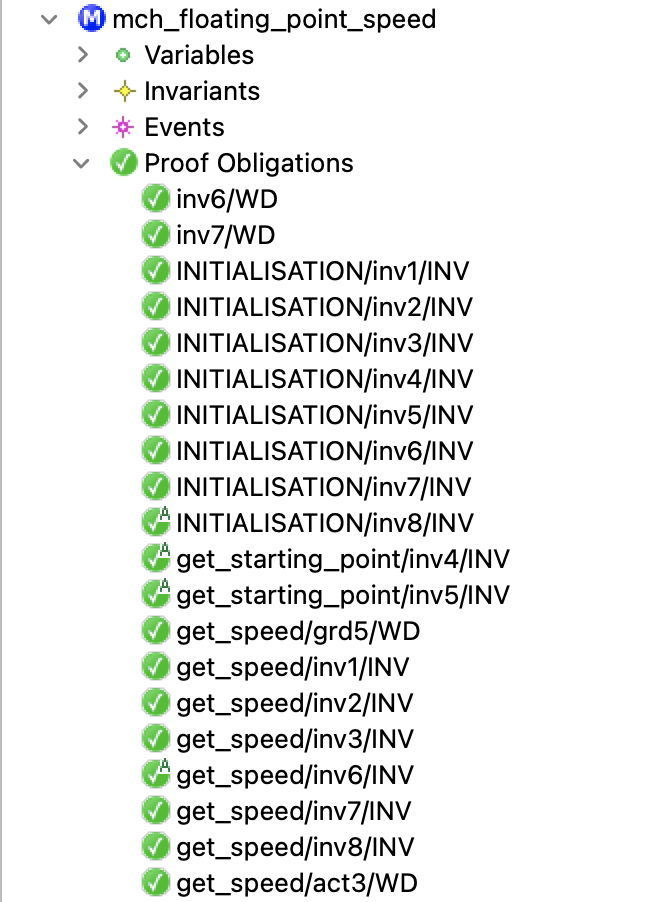 M mch_floating_point_speed
Variables
Invariants
Events
Proof Obligations
inv6/WD
inv7/WD
INITIALISATION/inv1/INV
INITIALISATION/inv2/INV
INITIALISATION/inv3/INV
INITIALISATION/inv4/INV
INITIALISATION/inv5/INV
INITIALISATION/inv6/INV
INITIALISATION/inv7/INV
A INITIALISATION/inv8/INV
A get_starting_point/inv4/INV
A get_starting_point/inv5/INV
get_speed/grd5/WD
get_speed/inv1/INV
get_speed/inv2/INV
get_speed/inv3/INV
A get_speed/inv6/INV
get_speed/inv7/INV
get_speed/inv8/INV
get_speed/act3/WD